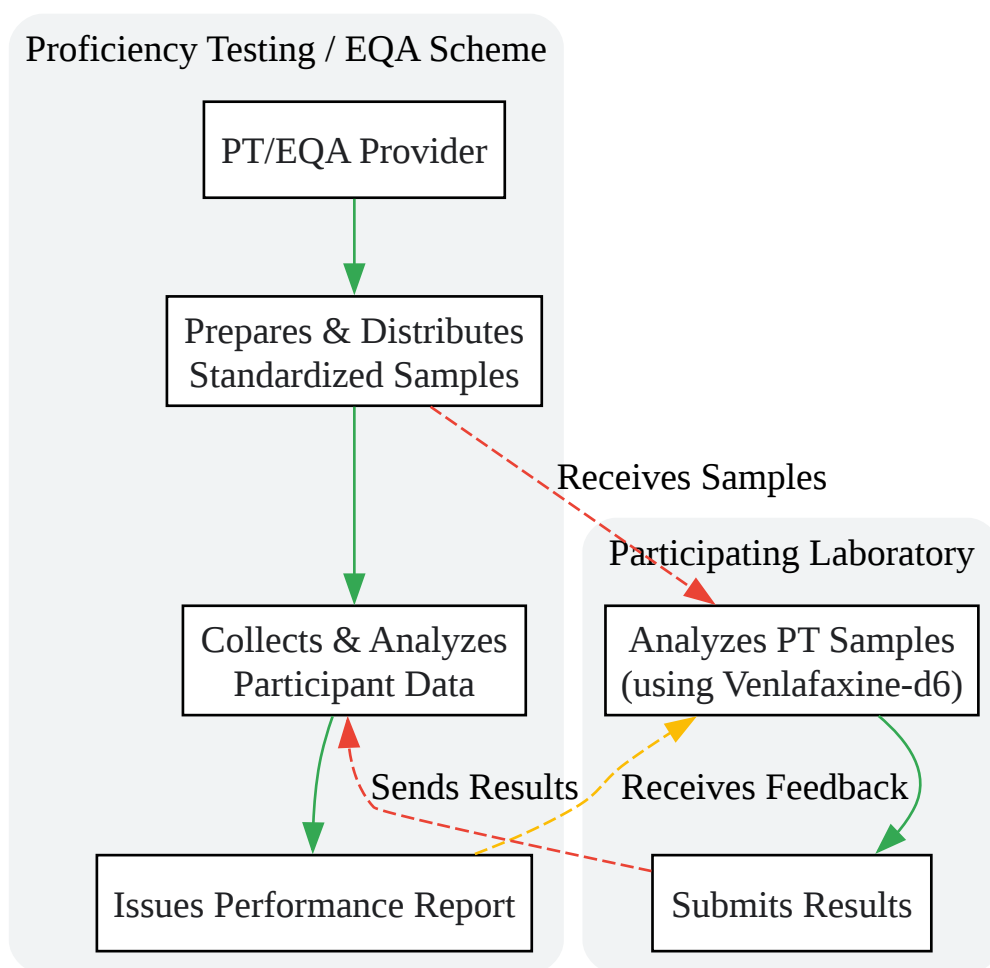 Proficiency Testing / EQA Scheme
PT/EQA Provider
Prepares & Distributes
Standardized Samples
Receives Samples
Participating Laboratory
Collects & Analyzes
Participant Data
Analyzes PT Samples
(using Venlafaxine-d6)
Sends Results
Receives Feedback
Issues Performance Report
Submits Results